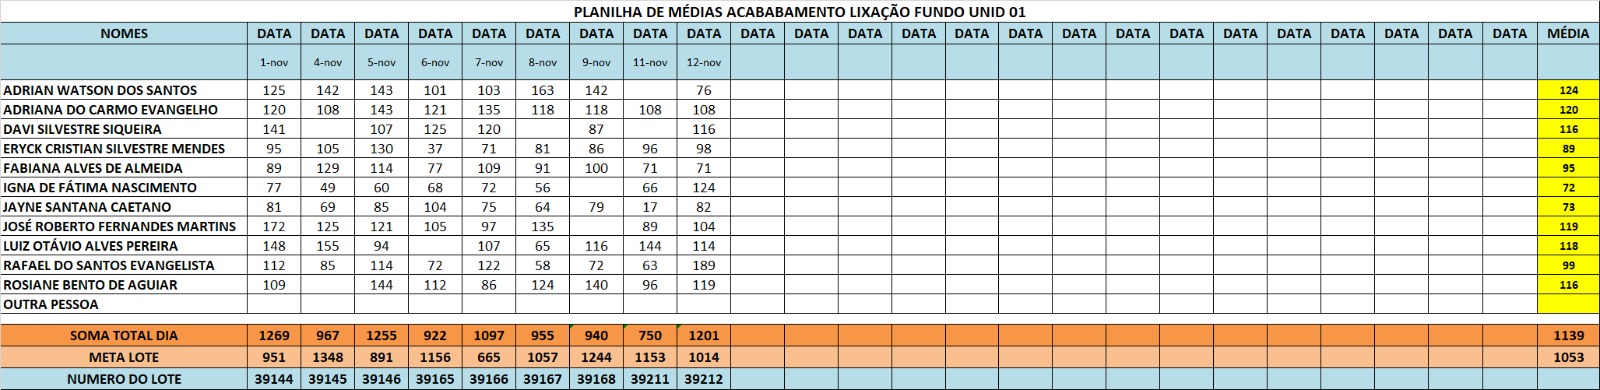 PLANILHA DE MÉDIAS ACABABAMENTO LIXAÇÃO FUNDO UNID 01
NOMES DATA DATA DATA DATA DATA DATA DATA DATA DATA DATA DATA DATA DATA DATA DATA DATA DATA DATA DATA DATA DATA DATA DATA DATA MÉDIA
1-nov 4-nov 5-nov 6-nov 7-nov 8-nov 9-nov 11-nov 12-nov
ADRIAN WATSON DOS SANTOS 125 142 143 101 103 163 142 76 124
ADRIANA DO CARMO EVANGELHO 120 108 143 121 135 118 118 108 108 120
DAVI SILVESTRE SIQUEIRA 141 107 125 120 87 116 116
ERYCK CRISTIAN SILVESTRE MENDES 95 105 130 37 71 81 86 96 98 89
FABIANA ALVES DE ALMEIDA 89 129 114 77 109 91 100 71 71 95
IGNA DE FÁTIMA NASCIMENTO 77 49 60 68 72 56 66 124 72
JAYNE SANTANA CAETANO 81 69 85 104 75 64 79 17 82 73
JOSÉ ROBERTO FERNANDES MARTINS 172 125 121 105 97 135 89 104 119
LUIZ OTÁVIO ALVES PEREIRA 148 155 94 107 65 116 144 114 118
RAFAEL DO SANTOS EVANGELISTA 112 85 114 72 122 58 72 63 189 99
ROSIANE BENTO DE AGUIAR 109 144 112 86 124 140 96 119 116
OUTRA PESSOA
SOMA TOTAL DIA 1269 967 1255 922 1097 955 940 750 1201 1139
META LOTE 951 1348 891 1156 665 1057 1244 1153 1014 1053
NUMERO DO LOTE 39144 39145 39146 39165 39166 39167 39168 39211 39212